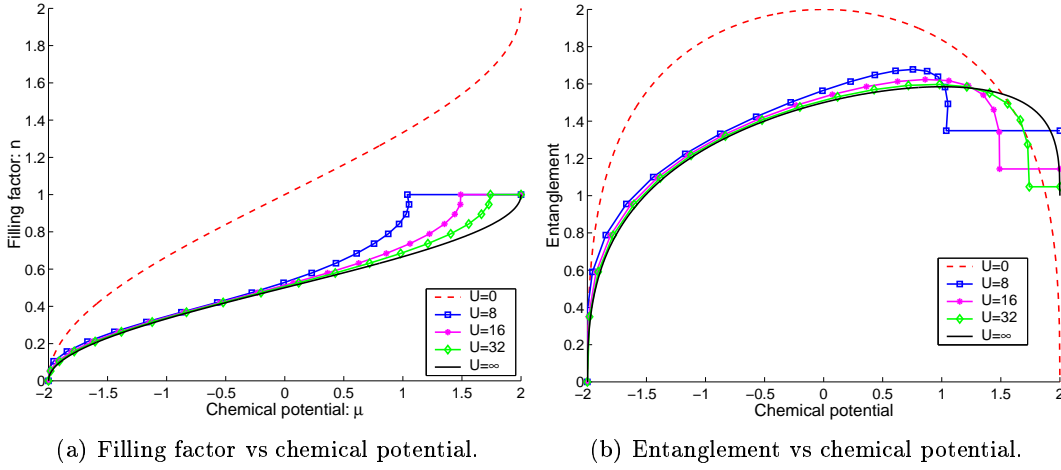 2
1.8
1.6
1.4
1.2
1
0.8
0.6
0.4
0.2
0
Filling factor: n
−2 −1.5 −1 −0.5 0 0.5 1 1.5 2
Chemical potential: μ
U=0
U=8
U=16
U=32
U=∞
2
1.8
1.6
1.4
1.2
1
0.8
0.6
0.4
0.2
0
Entanglement
−2 −1.5 −1 −0.5 0 0.5 1 1.5 2
Chemical potential
U=0
U=8
U=16
U=32
U=∞
(a) Filling factor vs chemical potential.
(b) Entanglement vs chemical potential.